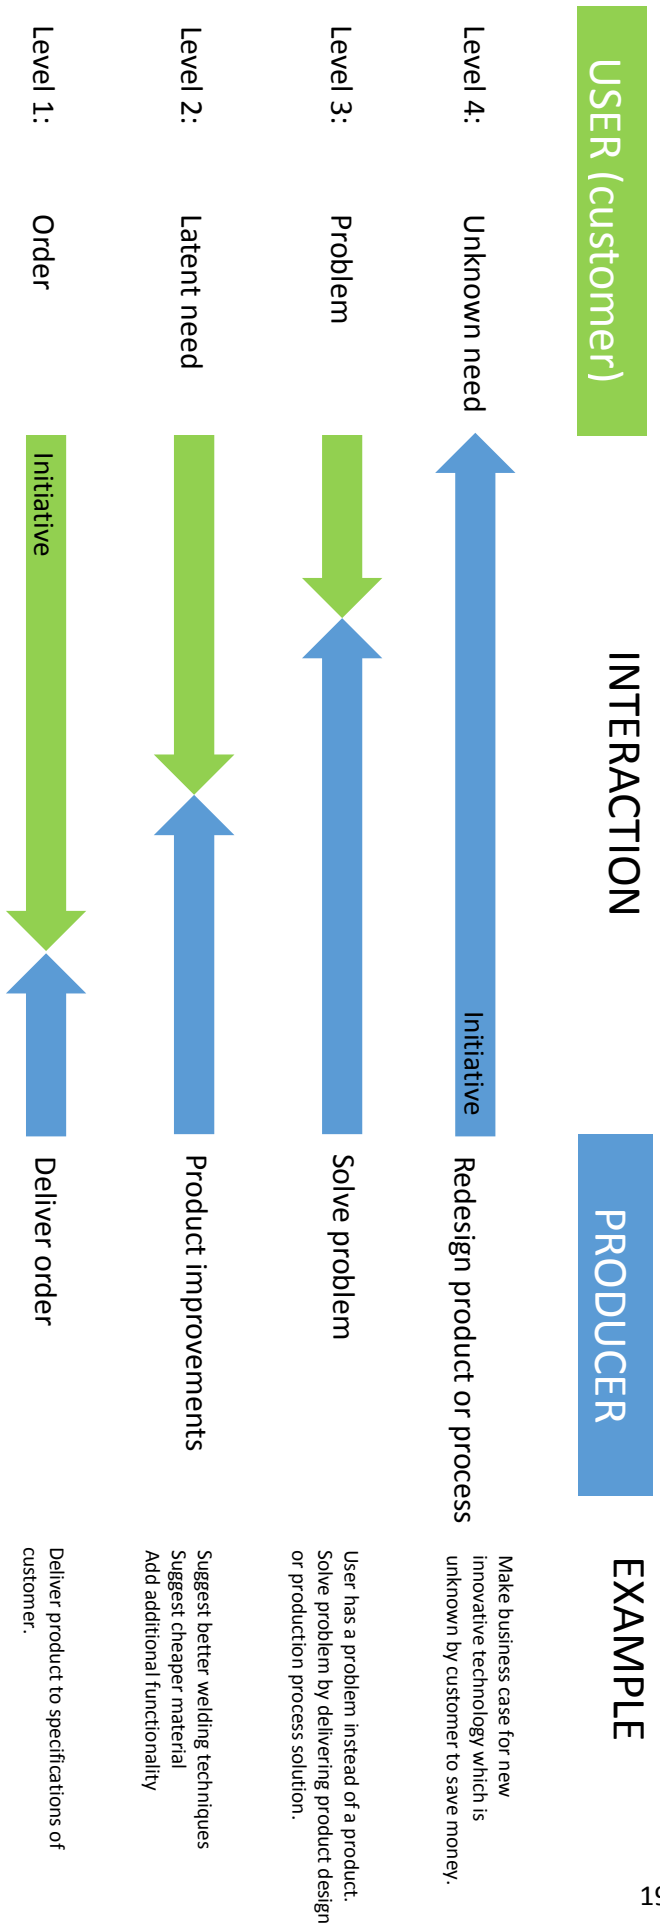 USER (customer)
INTERACTION
PRODUCER
EXAMPLE
Level 4:
Unknown need
Initiative
Redesign product or process
Make business case for new
innovative technology which is
unknown by customer to save money.
Level 3:
Problem
Solve problem
User has a problem instead of a product.
Solve problem by delivering product design
or production process solution.
Level 2:
Latent need
Product improvements
Suggest better welding techniques
Suggest cheaper material
Add additional functionality
Level 1:
Order
Initiative
Deliver order
Deliver product to specifications of
customer.
19